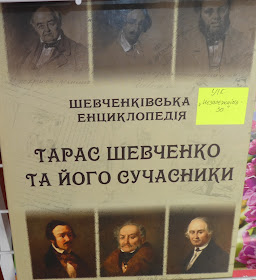 ШЕВЧЕНКІВСЬКА
ЕНЦИКЛОПЕДІЯ
ТАРАС ШЕВЧЕНКО
ТА ЙОГО СУЧАСНИКИ